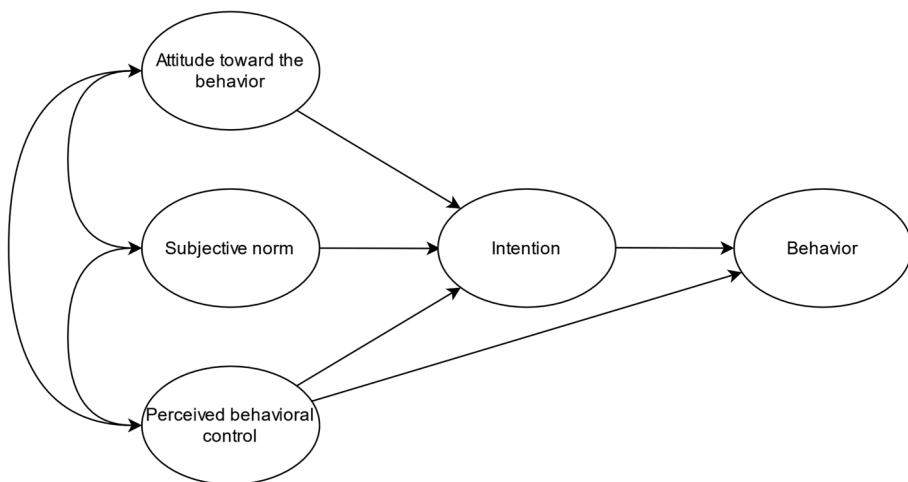 Attitude toward the
behavior
Subjective norm
Intention
Behavior
Perceived behavioral
control